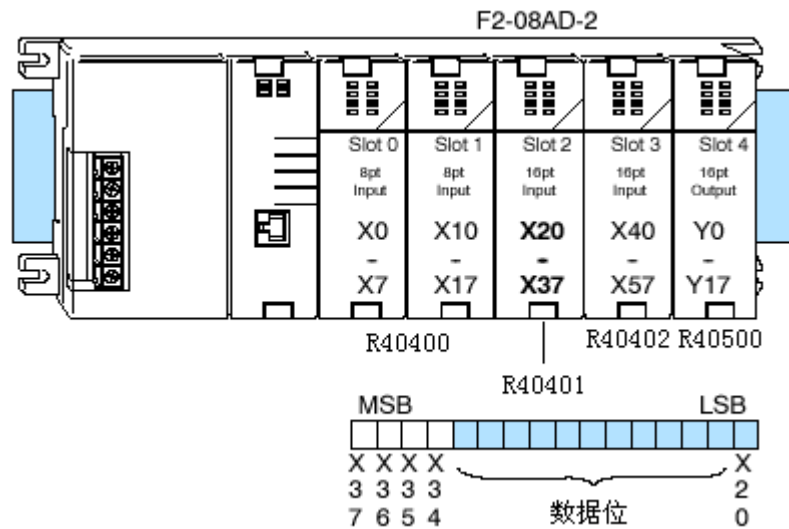 F2-08AD-2
Slot 0 Slot 1 Slot 2 Slot 3 Slot 4
8pt 8pt 16pt 16pt 16pt
Input Input Input Input Output
X0 X10 X20 X40 Y0
- - - - -
X7 X17 X37 X57 Y17
R40400 R40402 R40500
R40401
MSB LSB
X X X X X
3 3 3 3 2
7 6 5 4 0
数据位